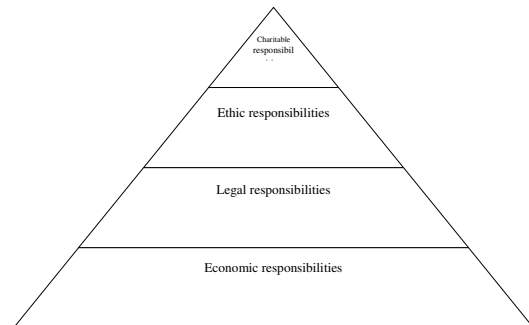 Charitable
responsibil
Ethic responsibilities
Legal responsibilities
Economic responsibilities